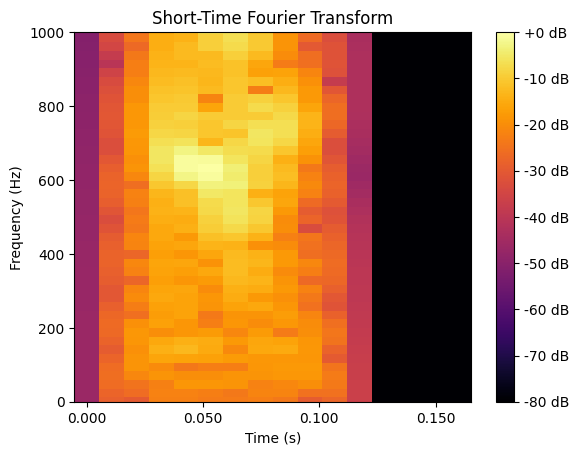 Short-Time Fourier Transform
1000
800
600
400
200
0
Frequency (Hz)
0.000
0.050
0.100
0.150
Time (s)
+0 dB
-10 dB
-20 dB
-30 dB
-40 dB
-50 dB
-60 dB
-70 dB
-80 dB